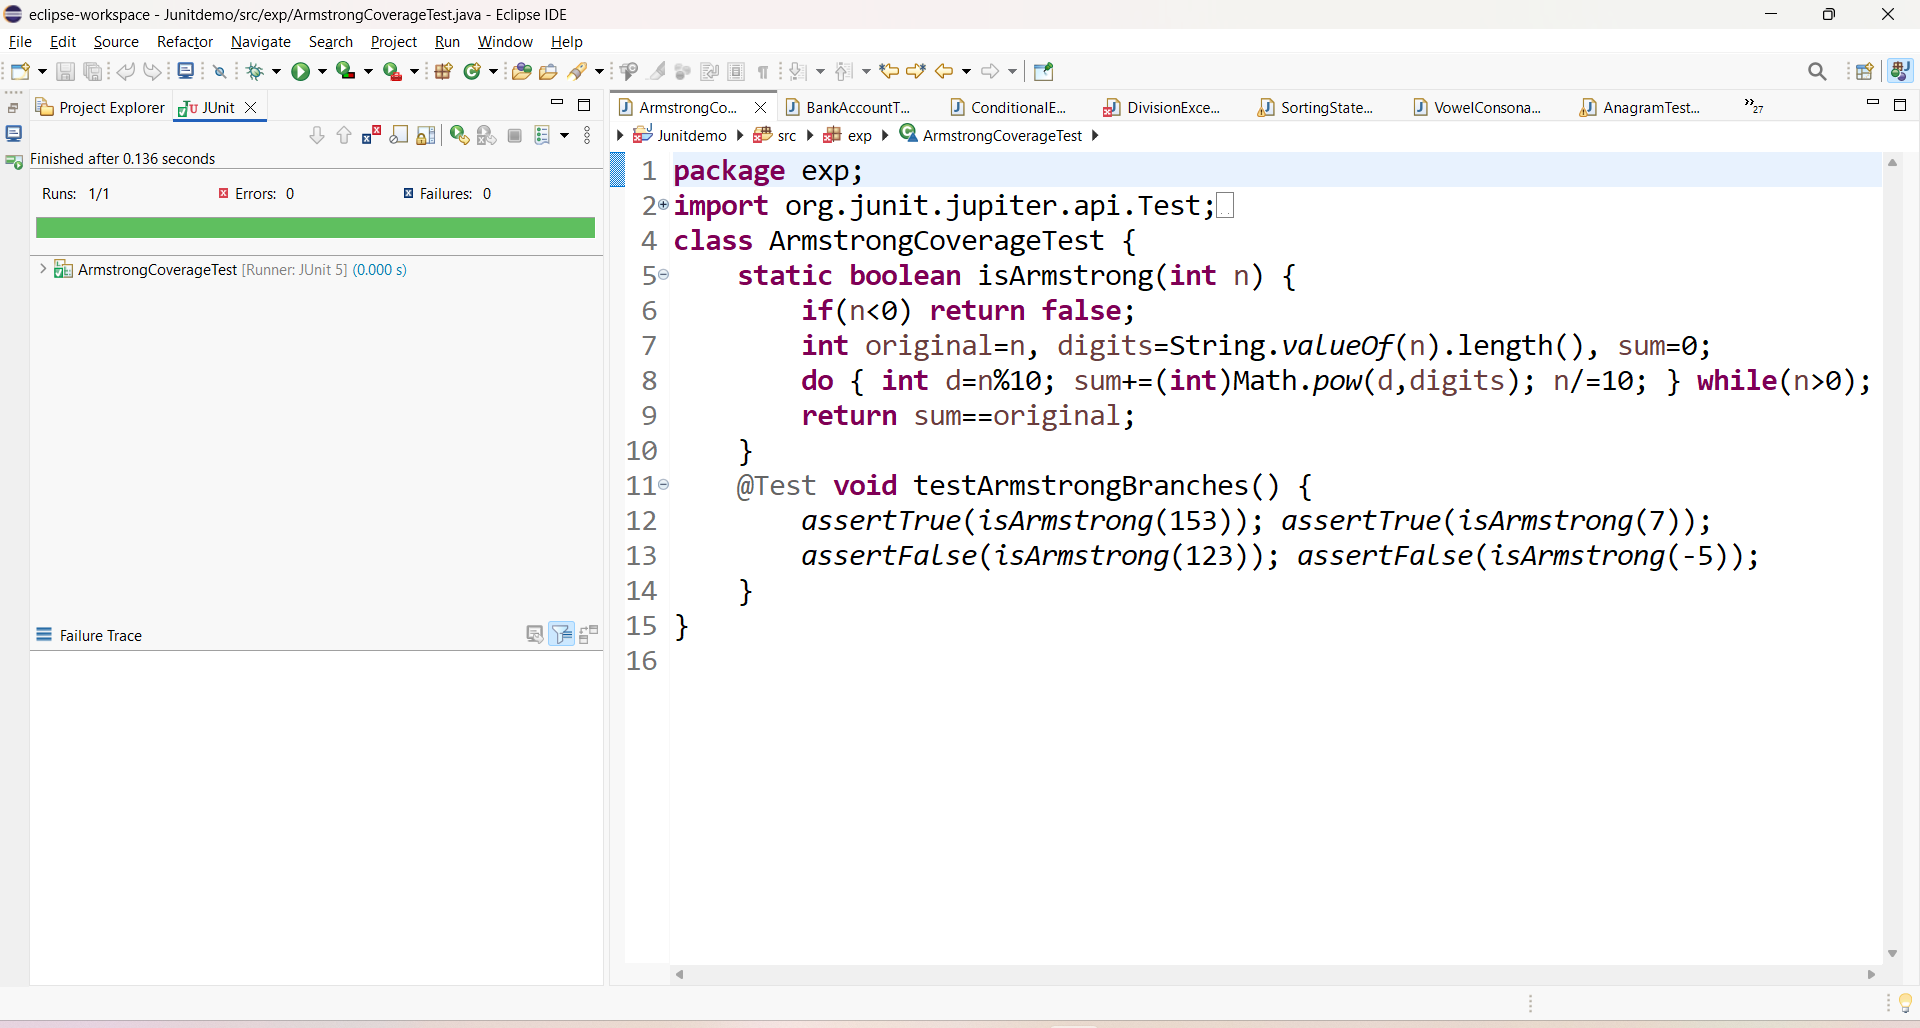 eclipse-workspace - Junitdemo/src/exp/ArmstrongCoverageTest.java - Eclipse IDE
File Edit Source Refactor Navigate Search Project Run Window Help
Project Explorer JUnit
Finished after 0.136 seconds
Runs: 1/1 Errors: 0 Failures: 0
ArmstrongCoverageTest [Runner: JUnit 5] (0.000 s)
Failure Trace
ArmstrongCo... BankAccountT... ConditionalE... DivisionExce... SortingState... VowelConsona... AnagramTest... »27
Junitdemo src exp ArmstrongCoverageTest
1 package exp;
2 import org.junit.jupiter.api.Test;
4 class ArmstrongCoverageTest {
5 static boolean isArmstrong(int n) {
6 if(n<0) return false;
7 int original=n, digits=String.valueOf(n).length(), sum=0;
8 do { int d=n%10; sum+=(int)Math.pow(d,digits); n/=10; } while(n>0);
9 return sum==original;
10 }
11 @Test void testArmstrongBranches() {
12 assertTrue(isArmstrong(153)); assertTrue(isArmstrong(7));
13 assertFalse(isArmstrong(123)); assertFalse(isArmstrong(-5));
14 }
15 }
16